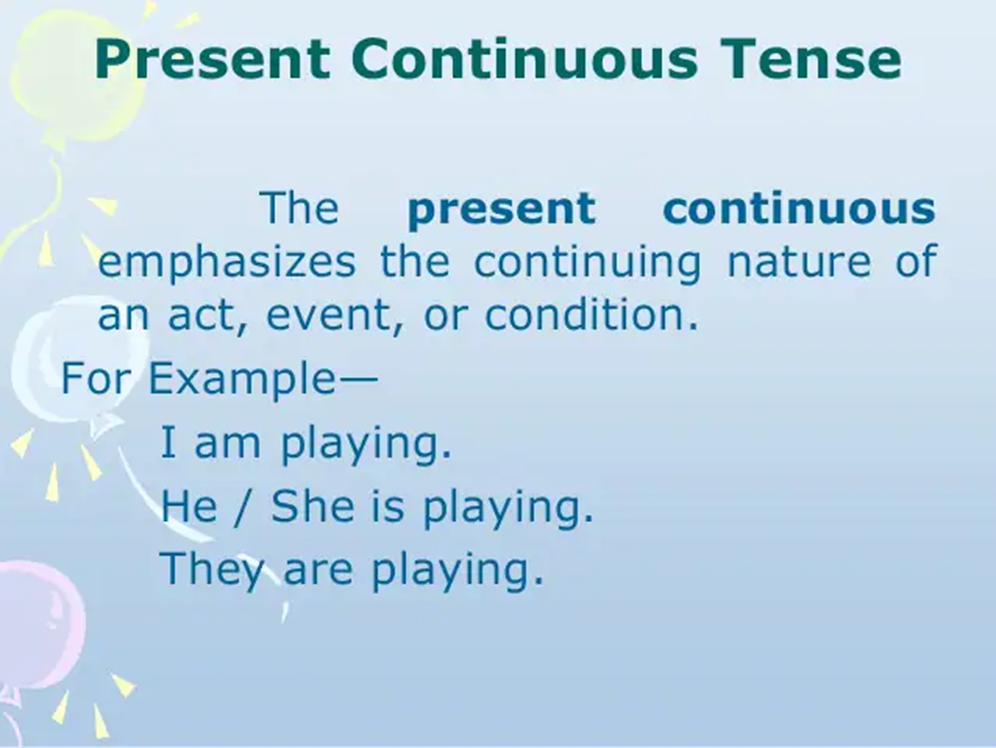 Present Continuous Tense
The present continuous
emphasizes the continuing nature of
an act, event, or condition.
For Example—
I am playing.
He / She is playing.
They are playing.